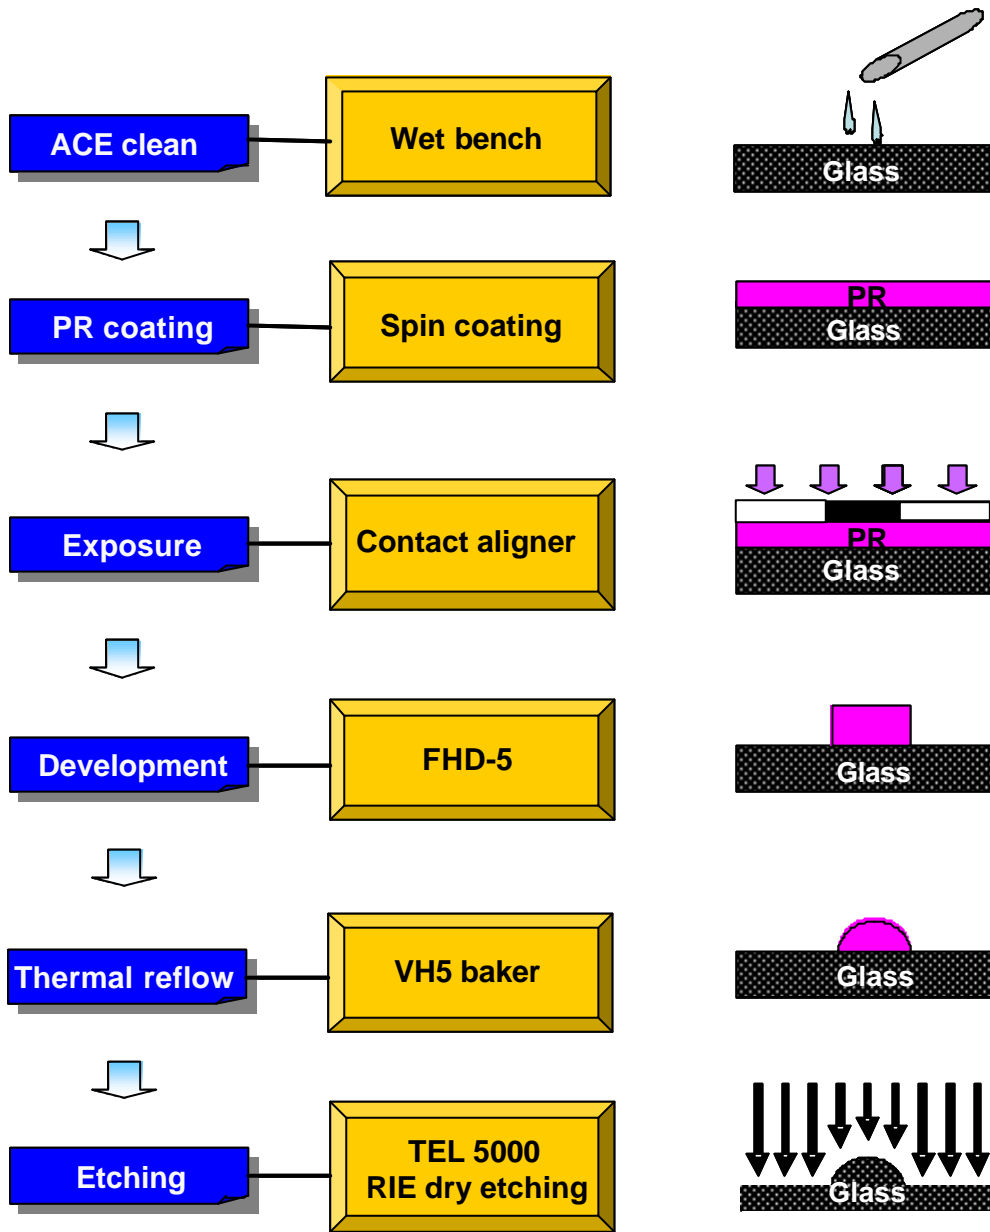 ACE clean
Wet bench
Glass
PR coating
Spin coating
PR
Glass
Exposure
Contact aligner
PR
Glass
Development
FHD-5
Glass
Thermal reflow
VH5 baker
Glass
Etching
TEL 5000
RIE dry etching
Glass